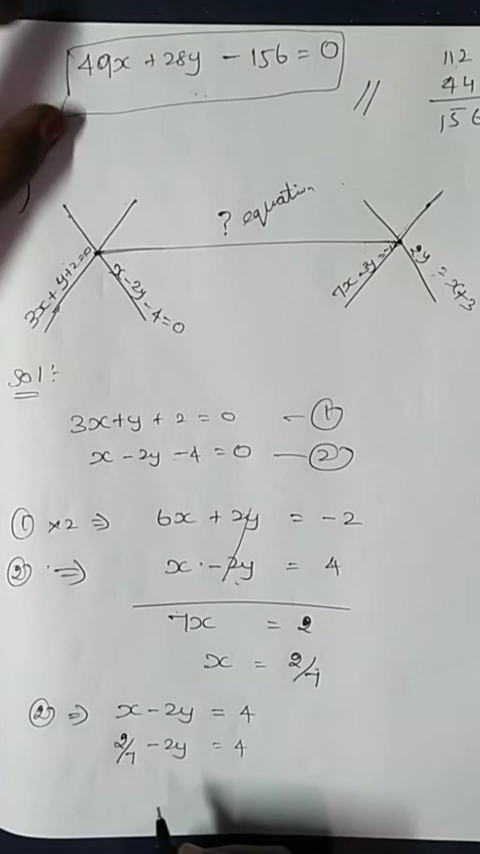 49x + 28y - 156 = 0 //
112
44
156
? equation
3x + y + 2 = 0
x - 2y - 4 = 0
7x - 3y =
2y = x + 3
Sol:
3x + y + 2 = 0 — ①
x - 2y - 4 = 0 — ②
① × 2 ⇒ 6x + 2y = -2
② ⇒ x - 2y = 4
7x = 2
x = 2/7
② ⇒ x - 2y = 4
2/7 - 2y = 4